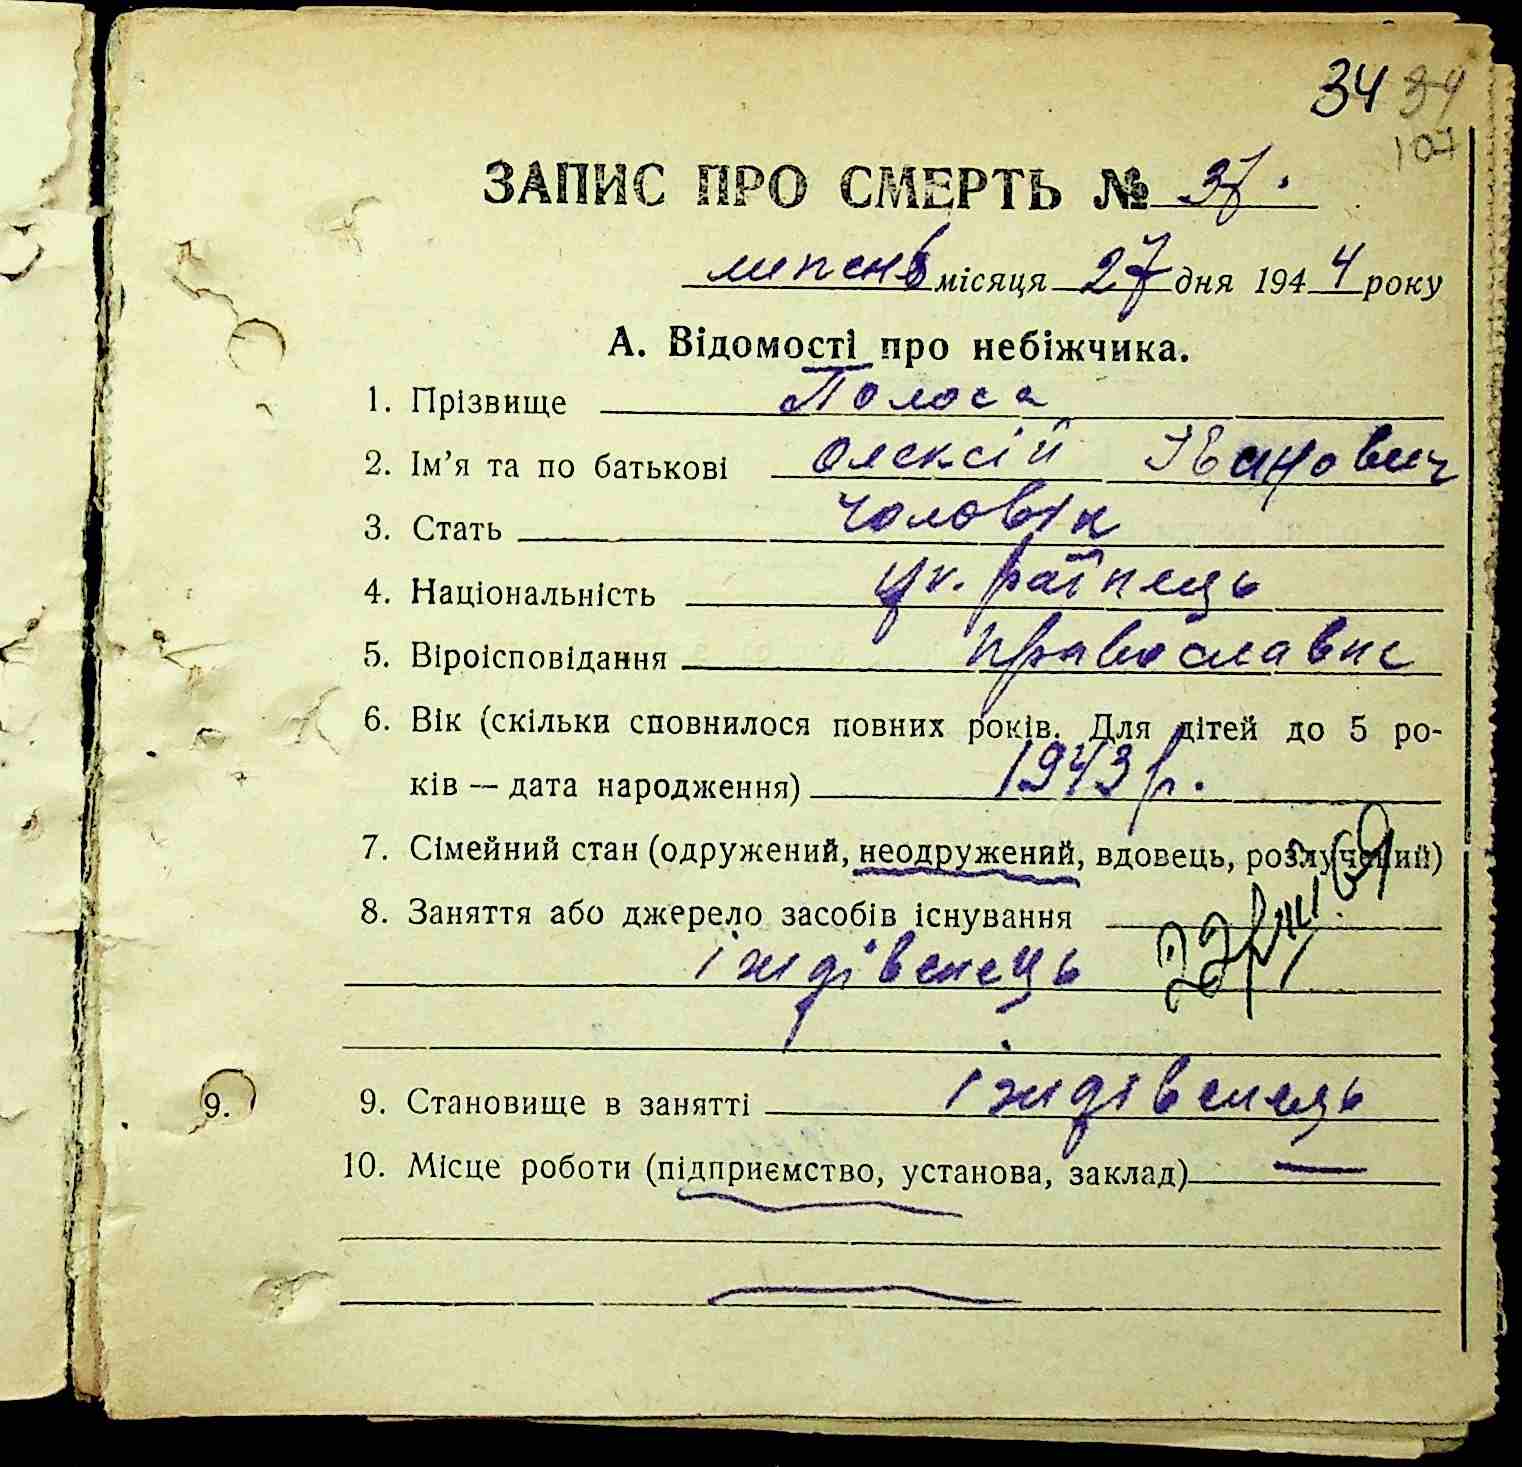 34 34
107
ЗАПИС ПРО СМЕРТЬ № 37.
липень місяця 27 дня 1944 року
А. Відомості про небіжчика.
1. Прізвище Полоса
2. Ім'я та по батькові Олексій Іванович
3. Стать чоловік
4. Національність українець
5. Віроісповідання православне
6. Вік (скільки сповнилося повних років. Для дітей до 5 ро-
ків — дата народження) 1943 р.
7. Сімейний стан (одружений, неодружений, вдовець, розлучений)
8. Заняття або джерело засобів існування
індівенець
9. 9. Становище в занятті індівенець
10. Місце роботи (підприємство, установа, заклад) —